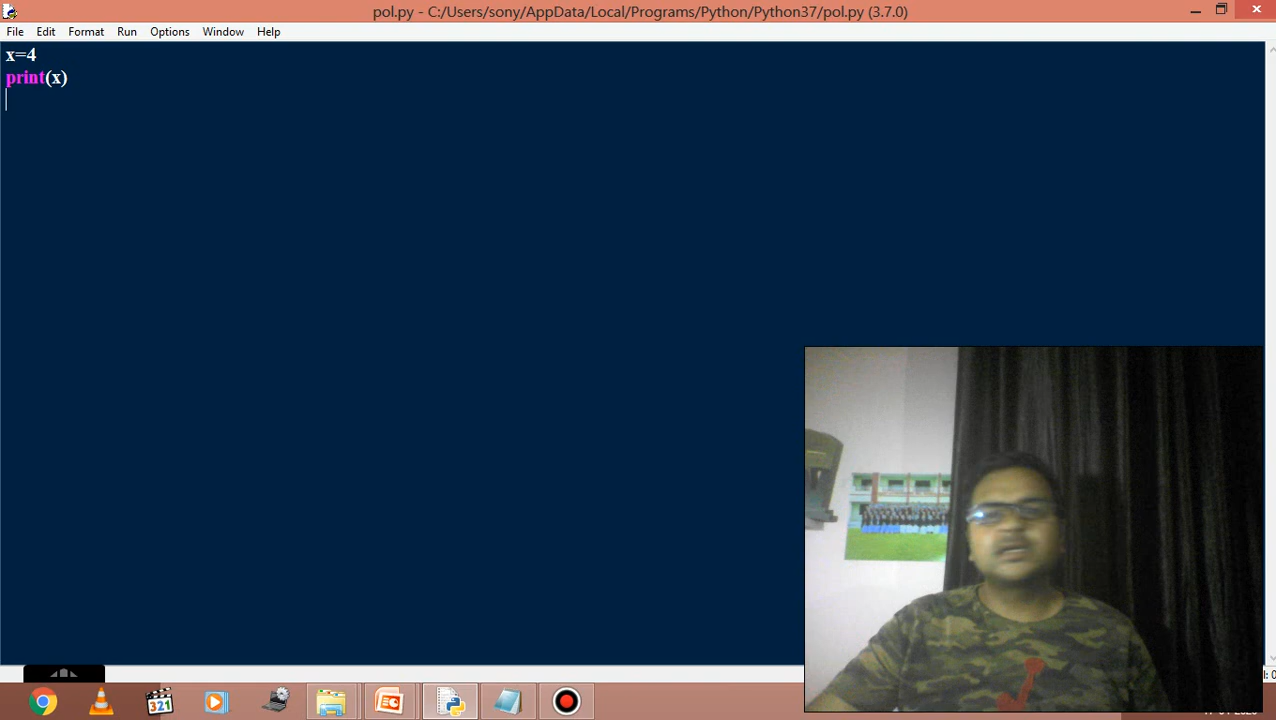 pol.py - C:/Users/sony/AppData/Local/Programs/Python/Python37/pol.py (3.7.0)
File Edit Format Run Options Window Help
x=4
print(x)
321